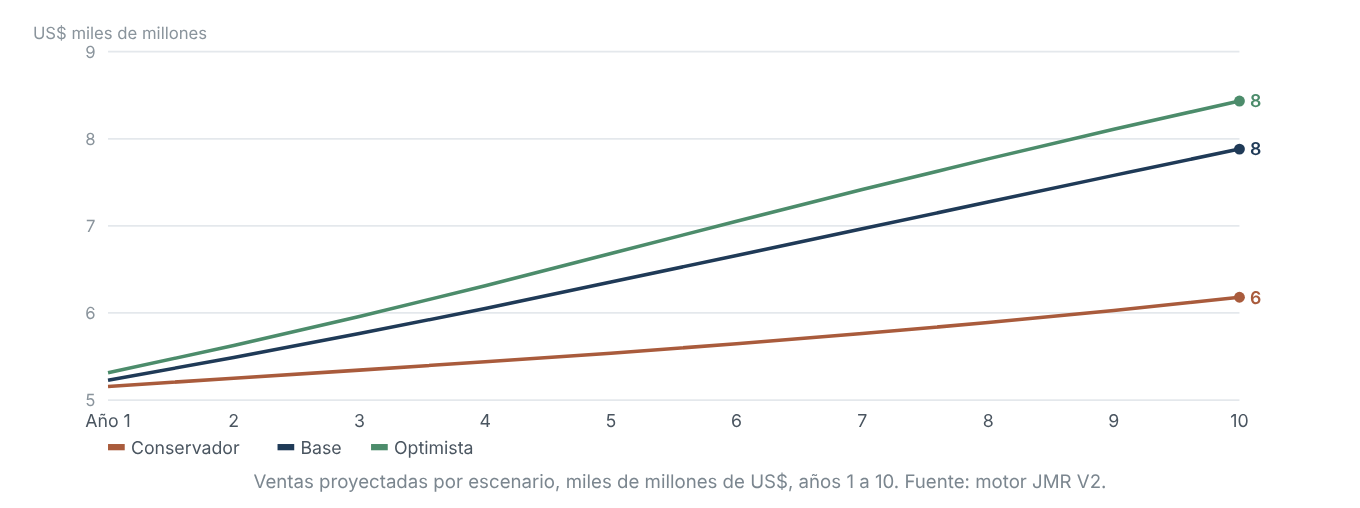 US$ miles de millones
9
8
8
8
7
6
6
5
Año 1 2 3 4 5 6 7 8 9 10
Conservador Base Optimista
Ventas proyectadas por escenario, miles de millones de US$, años 1 a 10. Fuente: motor JMR V2.